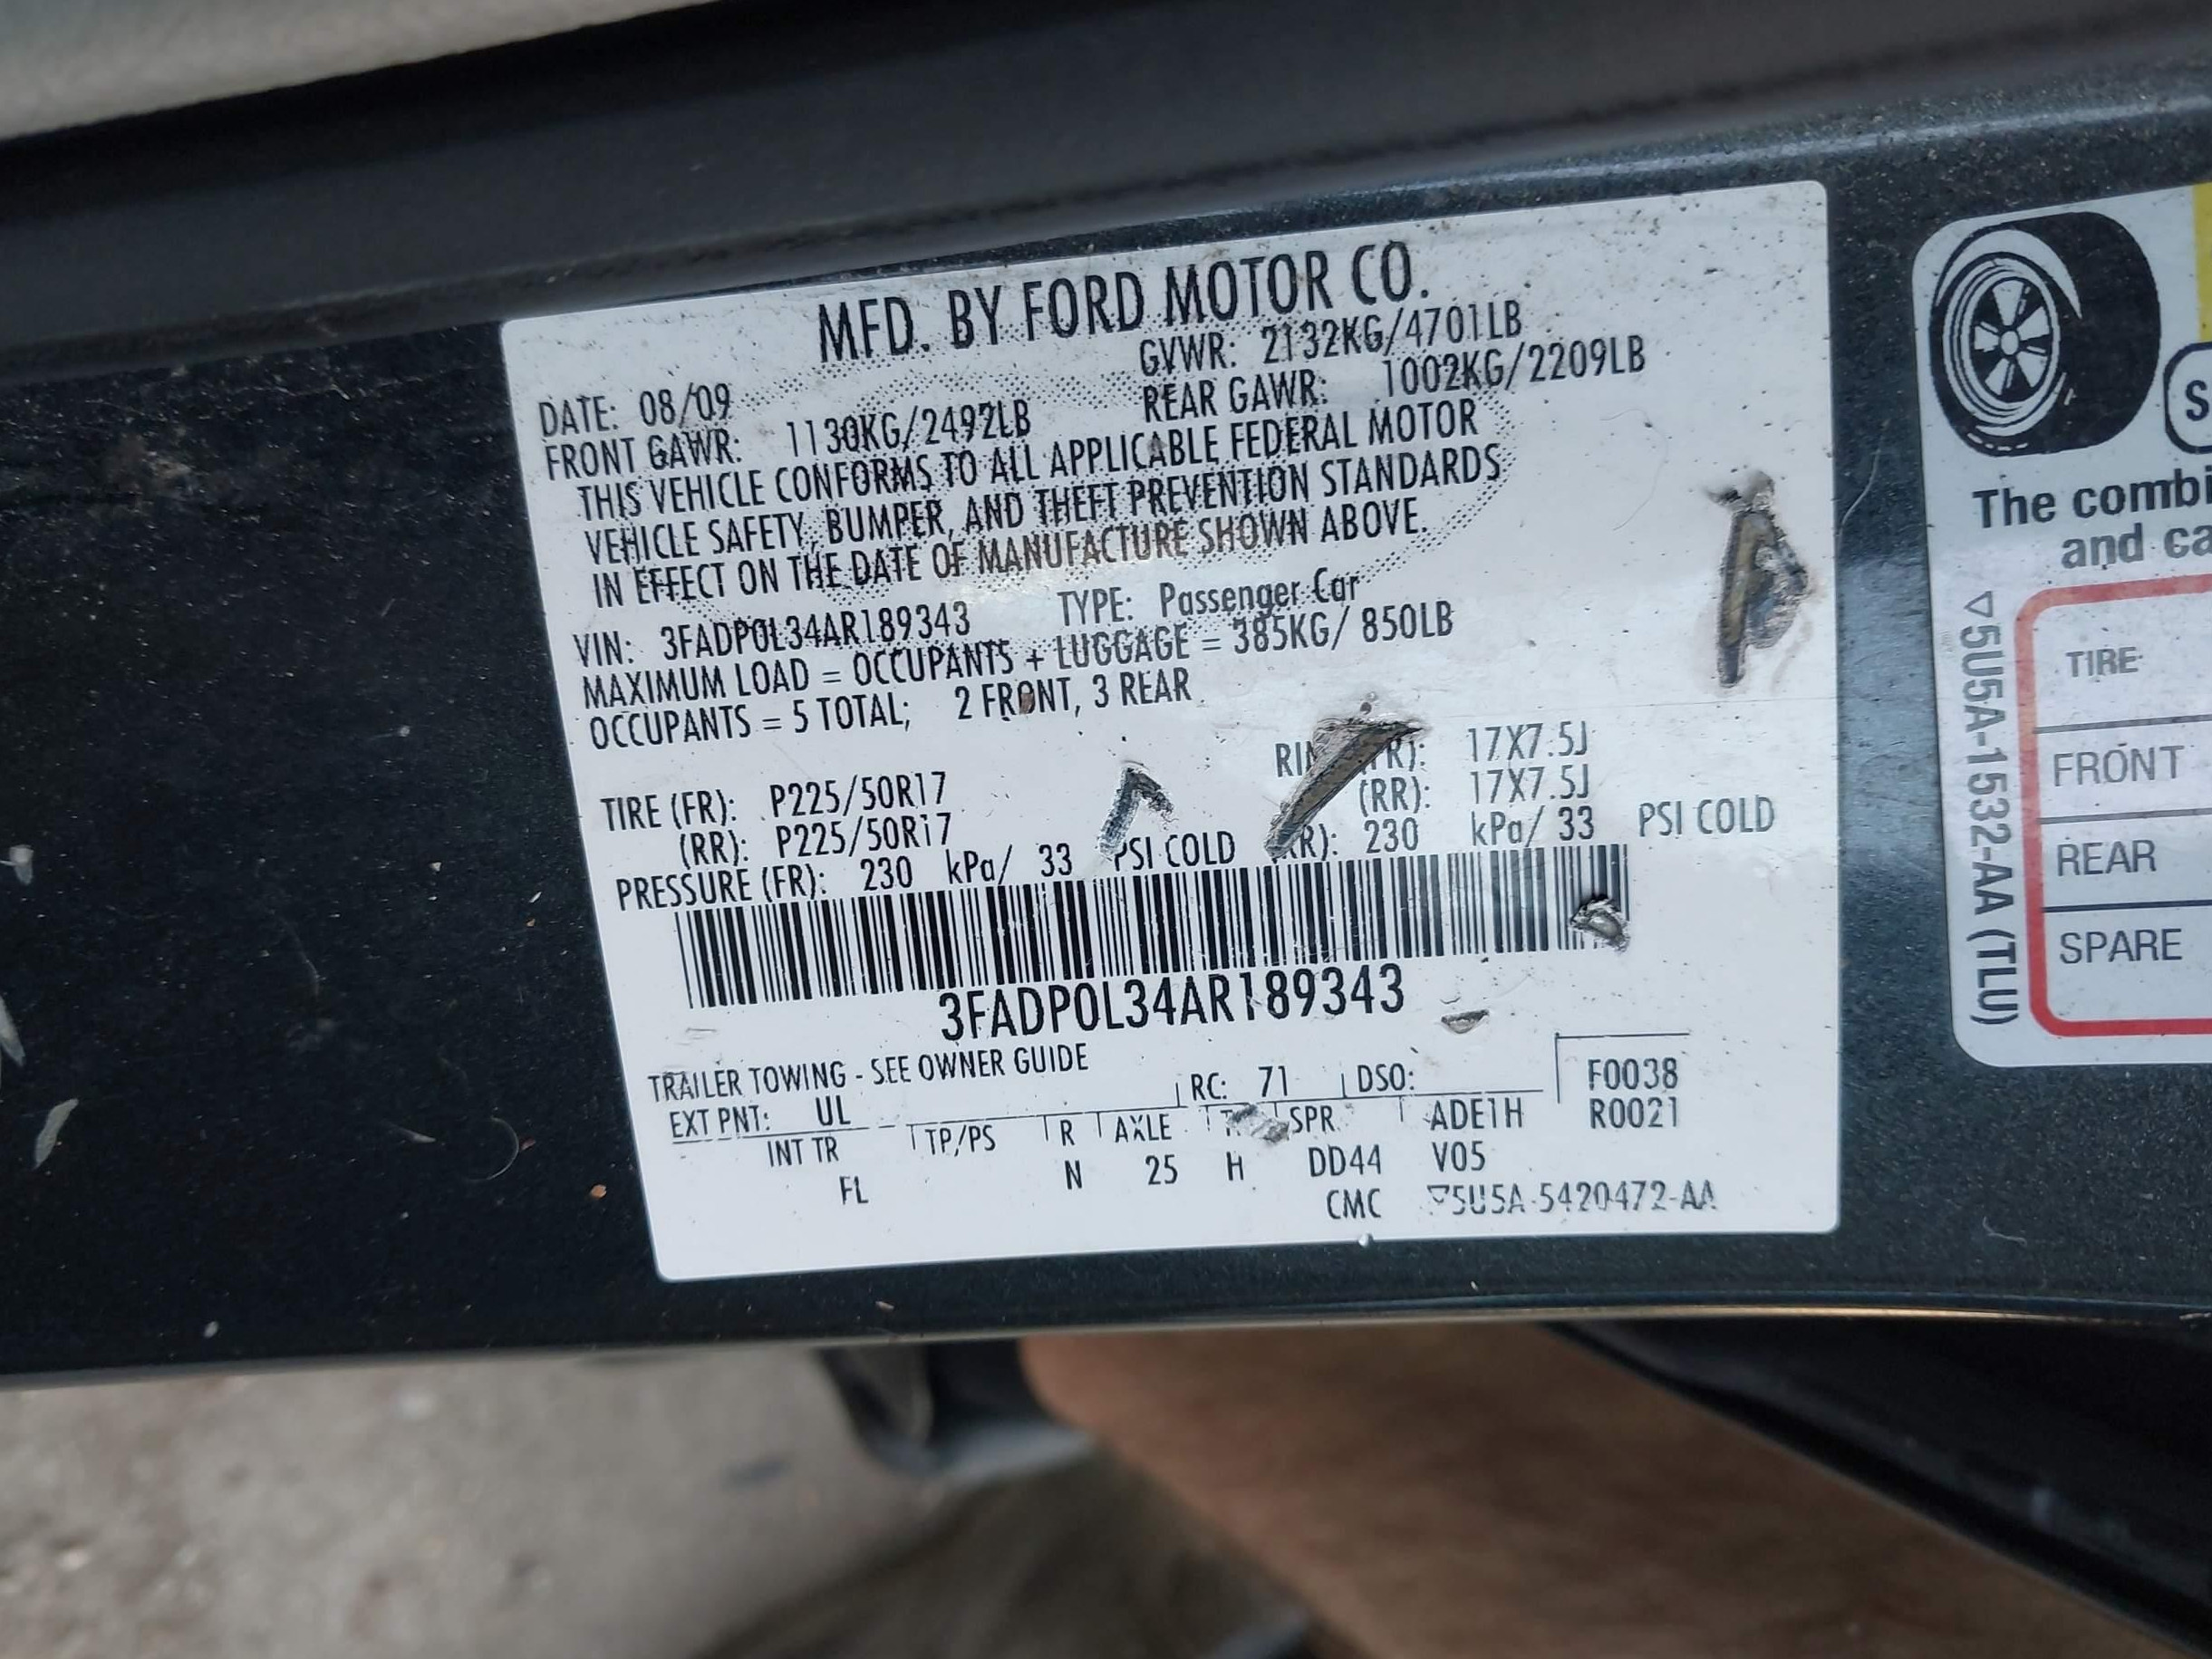 MFD. BY FORD MOTOR CO.
DATE: 08/09 GVWR: 2132KG/4701LB
FRONT GAWR: 1130KG/2492LB REAR GAWR: 1002KG/2209LB
THIS VEHICLE CONFORMS TO ALL APPLICABLE FEDERAL MOTOR
VEHICLE SAFETY, BUMPER, AND THEFT PREVENTION STANDARDS
IN EFFECT ON THE DATE OF MANUFACTURE SHOWN ABOVE.
VIN: 3FADP0L34AR189343 TYPE: Passenger Car
MAXIMUM LOAD = OCCUPANTS + LUGGAGE = 385KG/ 850LB
OCCUPANTS = 5 TOTAL; 2 FRONT, 3 REAR
TIRE (FR): P225/50R17 17X7.5J
(RR): P225/50R17 (RR): 17X7.5J
PRESSURE (FR): 230 kPa/ 33 PSI COLD 230 kPa/ 33 PSI COLD
3FADP0L34AR189343
TRAILER TOWING - SEE OWNER GUIDE
EXT PNT: UL RC: 71 DSO: F0038
INT TR TP/PS R AXLE SPR ADE1H R0021
FL N 25 H DD44 V05
CMC ▽5U5A-5420472-AA
S
The combi
and ca
▽5U5A-1532-AA (TLU)
TIRE
FRONT
REAR
SPARE